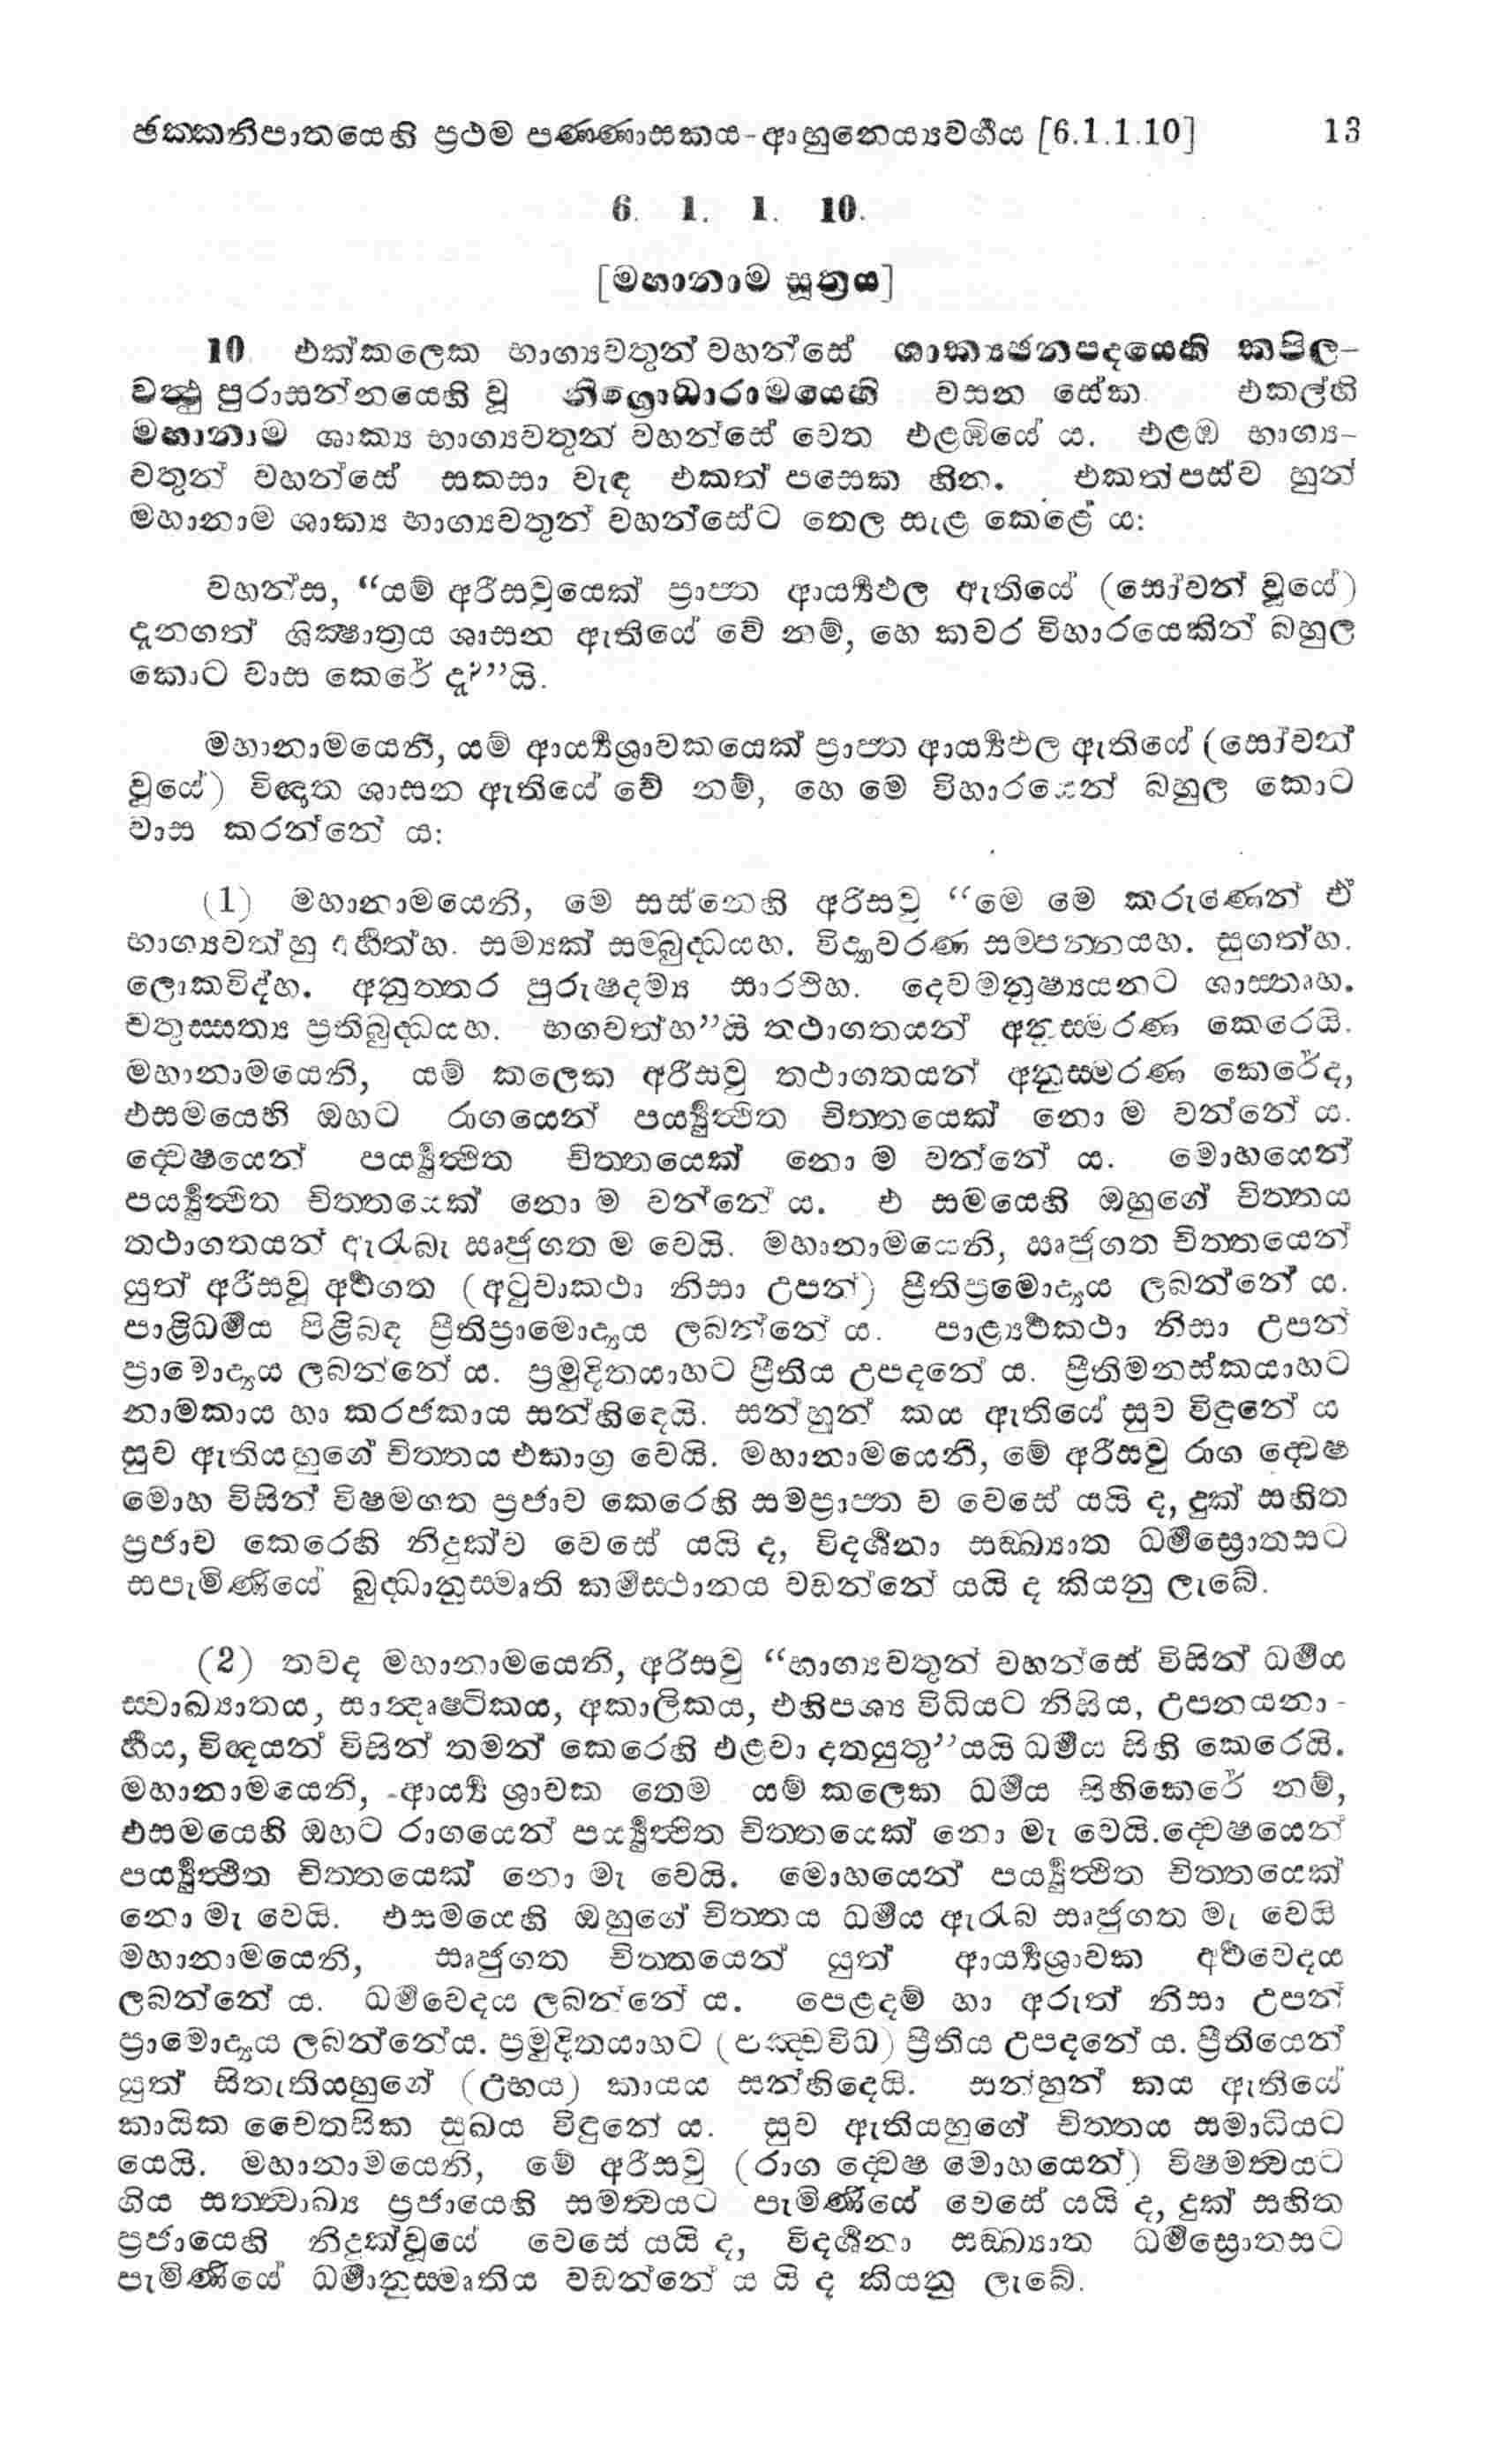 ඡක්කනිපාතයෙහි ප්‍රථම පණ්ණාසකය-ආහුනෙය්‍යවර්‍ගය [6.1.1.10] 13
6. 1. 1. 10.
[මහානාම සූත්‍රය]
10 එක්කලෙක භාග්‍යවතුන් වහන්සේ ශාක්‍යජනපදයෙහි කපිල-
වත්ථු පුරාසන්නයෙහි වූ නිග්‍රොධාරාමයෙහි වසන සේක. එකල්හි
මහානාම ශාක්‍ය භාග්‍යවතුන් වහන්සේ වෙත එළඹියේ ය. එළඹ භාග්‍ය-
වතුන් වහන්සේ සකසා වැඳ එකත් පසෙක හින. එකත්පස්ව හුන්
මහානාම ශාක්‍ය භාග්‍යවතුන් වහන්සේට තෙල සැළ කෙළේ ය:
වහන්ස, “යම් අරීසවුයෙක් ප්‍රාප්ත ආර්‍ය්‍යඵල ඇතියේ (සෝවන් වූයේ)
දැනගත් ශික්‍ෂාත්‍රය ශාසන ඇතියේ වේ නම්, හෙ කවර විහාරයෙකින් බහුල
කොට වාස කෙරේ දැ?”යි.
මහානාමයෙනි, යම් ආර්‍ය්‍යශ්‍රාවකයෙක් ප්‍රාප්ත ආර්‍ය්‍යඵල ඇතියේ (සෝවන්
වූයේ) විඥාත ශාසන ඇතියේ වේ නම්, හෙ මෙ විහාරයෙන් බහුල කොට
වාස කරන්නේ ය:
(1) මහානාමයෙනි, මෙ සස්නෙහි අරීසවු “මෙ මෙ කරුණෙන් ඒ
භාග්‍යවත්හු අර්‍හත්හ. සම්‍යක් සම්බුද්ධයහ. විද්‍යාචරණ සම්පන්නයහ. සුගත්හ.
ලොකවිද්හ. අනුත්තර පුරුෂදම්‍ය සාරථිහ. දෙවමනුෂ්‍යයනට ශාස්තෘහ.
චතුස්සත්‍ය ප්‍රතිබුද්ධයහ. භගවත්හ”යි තථාගතයන් අනුස්මරණ කෙරෙයි.
මහානාමයෙනි, යම් කලෙක අරීසවු තථාගතයන් අනුස්මරණ කෙරේද,
එසමයෙහි ඔහට රාගයෙන් පර්‍ය්‍යුත්ථිත චිත්තයෙක් නො ම වන්නේ ය.
ද්වෙෂයෙන් පර්‍ය්‍යුත්ථිත චිත්තයෙක් නො ම වන්නේ ය. මොහයෙන්
පර්‍ය්‍යුත්ථිත චිත්තයෙක් නො ම වන්නේ ය. එ සමයෙහි ඔහුගේ චිත්තය
තථාගතයන් ඇරැබැ ඍජුගත ම වෙයි. මහානාමයෙනි, ඍජුගත චිත්තයෙන්
යුත් අරීසවූ අර්‍ථගත (අටුවාකථා නිසා උපන්) ප්‍රීතිප්‍රමොද්‍යය ලබන්නේ ය.
පාළිධර්‍මය පිළිබඳ ප්‍රීතිප්‍රාමොද්‍යය ලබන්නේ ය. පාළ්‍යර්‍ථකථා නිසා උපන්
ප්‍රාමොද්‍යය ලබන්නේ ය. ප්‍රමුදිතයාහට ප්‍රීතිය උපදනේ ය. ප්‍රීතිමනස්කයාහට
නාමකාය හා කරජකාය සන්හිදෙයි. සන්හුන් කය ඇතියේ සුව විඳුනේ ය
සුව ඇතියහුගේ චිත්තය එකාග්‍ර වෙයි. මහානාමයෙනි, මේ අරීසවු රාග ද්වෙෂ
මොහ විසින් විෂමගත ප්‍රජාව කෙරෙහි සම්ප්‍රාප්ත ව වෙසේ යයි ද, දුක් සහිත
ප්‍රජාව කෙරෙහි නිදුක්ව වෙසේ යයි ද, විදර්‍ශනා සඞ්ඛ්‍යාත ධර්‍මස්‍රොතසට
සපැමිණියේ බුද්ධානුස්මෘති කර්‍මස්ථානය වඩන්නේ යයි ද කියනු ලැබේ.
(2) තවද මහානාමයෙනි, අරීසවු “භාග්‍යවතුන් වහන්සේ විසින් ධර්‍මය
ස්වාඛ්‍යාතය, සාන්දෘෂ්ටිකය, අකාලිකය, එහිපශ්‍ය විධියට නිසිය, උපනයනා-
ර්‍හය, විඥයන් විසින් තමන් කෙරෙහි එළවා දතයුතු”යයි ධර්‍මය සිහි කෙරෙයි.
මහානාමයෙනි, ආර්‍ය්‍ය ශ්‍රාවක තෙම යම් කලෙක ධර්‍මය සිහිකෙරේ නම්,
එසමයෙහි ඔහට රාගයෙන් පර්‍ය්‍යුත්ථිත චිත්තයෙක් නො මැ වෙයි.ද්වෙෂයෙන්
පර්‍ය්‍යුත්ථිත චිත්තයෙක් නො මැ වෙයි. මොහයෙන් පර්‍ය්‍යුත්ථිත චිත්තයෙක්
නො මැ වෙයි. එසමයෙහි ඔහුගේ චිත්තය ධර්‍මය ඇරැබ ඍජුගත මැ වෙයි
මහානාමයෙනි, ඍජුගත චිත්තයෙන් යුත් ආර්‍ය්‍යශ්‍රාවක අර්‍ථවෙදය
ලබන්නේ ය. ධර්‍මවෙදය ලබන්නේ ය. පෙළදම් හා අරුත් නිසා උපන්
ප්‍රාමොද්‍යය ලබන්නේය. ප්‍රමුදිතයාහට (පඤ්චවිධ) ප්‍රීතිය උපදනේ ය. ප්‍රීතියෙන්
යුත් සිතැතියහුගේ (උභය) කායය සන්හිදෙයි. සන්හුන් කය ඇතියේ
කායික චෛතසික සුඛය විඳුනේ ය. සුව ඇතියහුගේ චිත්තය සමාධියට
යෙයි. මහානාමයෙනි, මේ අරීසවු (රාග ද්වෙෂ මොහයෙන්) විෂමත්වයට
ගිය සත්ත්වාඛ්‍ය ප්‍රජායෙහි සමත්වයට පැමිණියේ වෙසේ යයි ද, දුක් සහිත
ප්‍රජායෙහි නිදුක්වූයේ වෙසේ යයි ද, විදර්‍ශනා සඞ්ඛ්‍යාත ධර්‍මස්‍රොතසට
පැමිණියේ ධර්‍මානුස්මෘතිය වඩන්නේ ය යි ද කියනු ලැබේ.